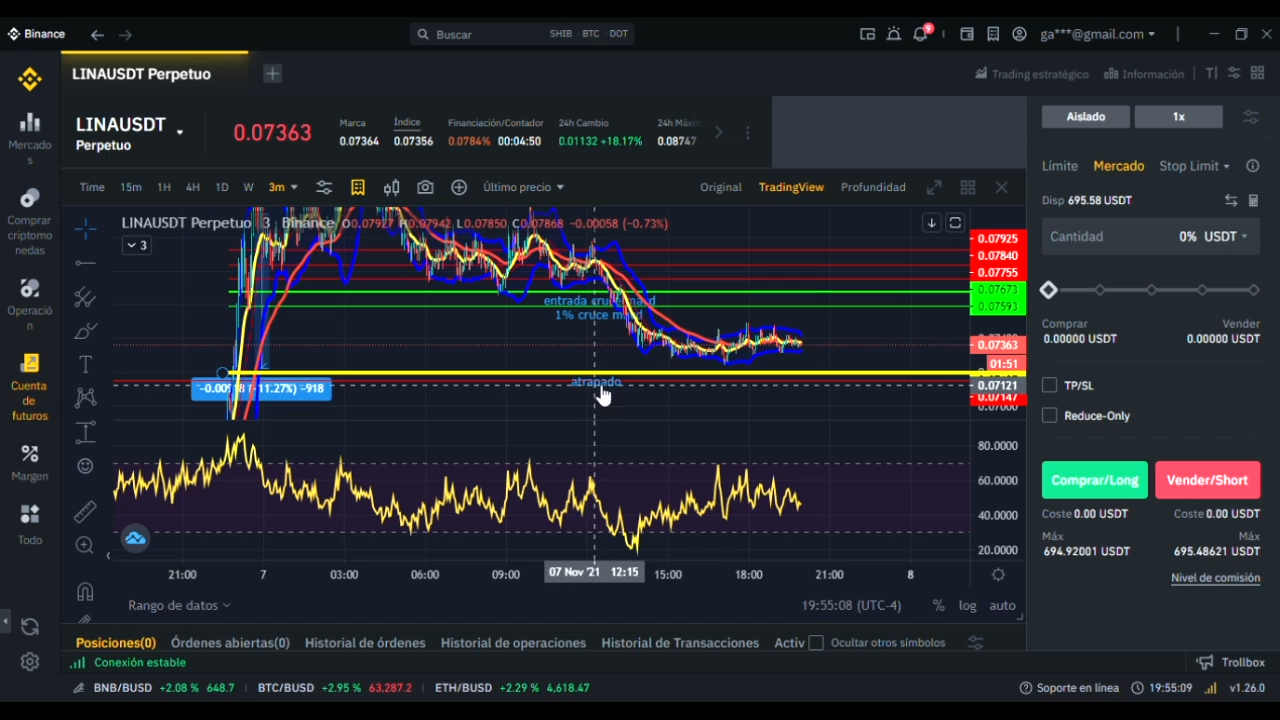 Binance
Buscar SHIB BTC DOT
9
ga***@gmail.com
LINAUSDT Perpetuo
Trading estratégico
Información
Mercado
s
Comprar
criptomo
nedas
Operació
n
Cuenta
de
futuros
Margen
Todo
LINAUSDT
Perpetuo
0.07363
Marca
0.07364
Índice
0.07356
Financiación/Contador
0.0784% 00:04:50
24h Cambio
0.01132 +18.17%
24h Máxi
0.08747
Time 15m 1H 4H 1D W 3m
Último precio
Original TradingView Profundidad
LINAUSDT Perpetuo 3 Binance O0.07927 H0.07942 L0.07850 C0.07868 -0.00058 (-0.73%)
3
entrada
1% cruce
-11.27%) -918
atrapado
0.07925
0.07840
0.07755
0.07673
0.07593
0.07363
01:51
0.07121
0.07147
0.07000
80.0000
60.0000
40.0000
20.0000
21:00 7 03:00 06:00 09:00 07 Nov '21 12:15 15:00 18:00 21:00 8
Rango de datos
19:55:08 (UTC-4) % log auto
Posiciones(0) Órdenes abiertas(0) Historial de órdenes Historial de operaciones Historial de Transacciones Activ Ocultar otros símbolos
Aislado 1x
Límite Mercado Stop Limit
Disp 695.58 USDT
Cantidad 0% USDT
Comprar Vender
0.00000 USDT 0.00000 USDT
TP/SL
Reduce-Only
Comprar/Long Vender/Short
Coste 0.00 USDT Coste 0.00 USDT
Máx Máx
694.92001 USDT 695.48621 USDT
Nivel de comisión
Conexión estable
Trollbox
BNB/BUSD +2.08 % 648.7 BTC/BUSD +2.95 % 63,287.2 ETH/BUSD +2.29 % 4,618.47
Soporte en línea 19:55:09 v1.26.0